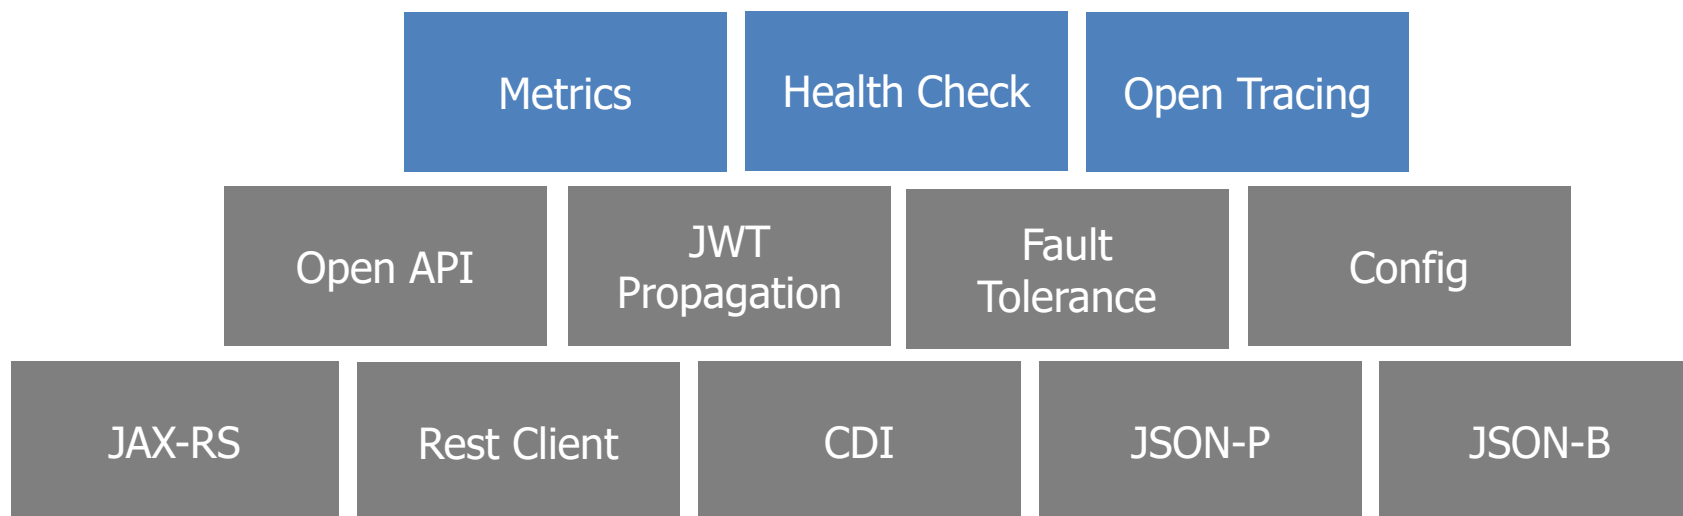 Metrics
Health Check
Open Tracing
Open API
JWT
Propagation
Fault
Tolerance
Config
JAX-RS
Rest Client
CDI
JSON-P
JSON-B